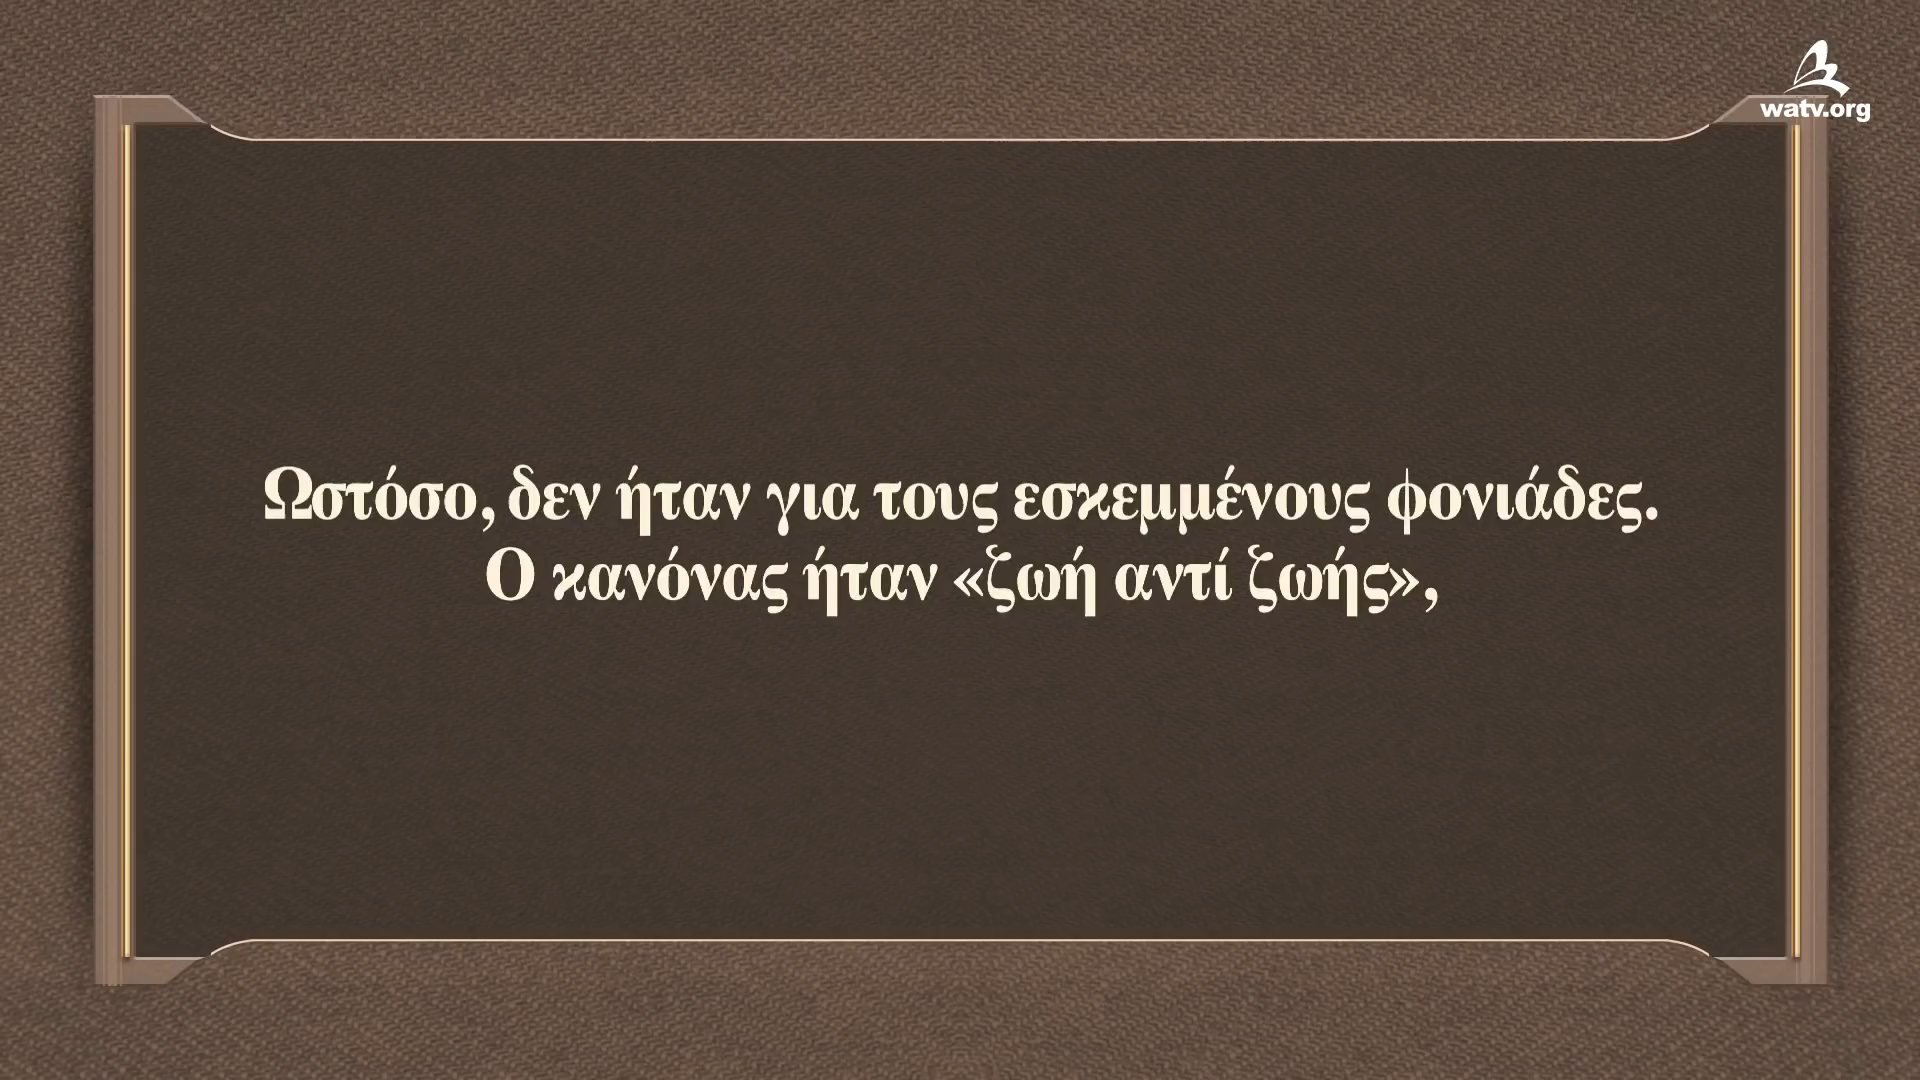 watv.org
Ωστόσο, δεν ήταν για τους εσκεμμένους φονιάδες.
Ο κανόνας ήταν «ζωή αντί ζωής»,